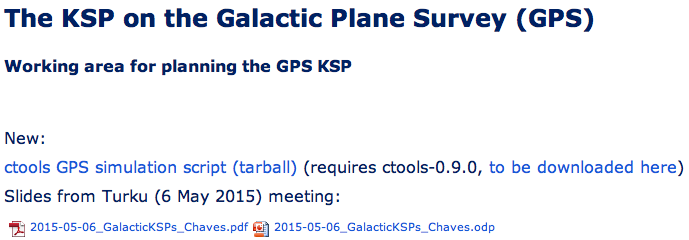 The KSP on the Galactic Plane Survey (GPS)
Working area for planning the GPS KSP
New:
ctools GPS simulation script (tarball) (requires ctools-0.9.0, to be downloaded here)
Slides from Turku (6 May 2015) meeting:
2015-05-06_GalacticKSPs_Chaves.pdf 2015-05-06_GalacticKSPs_Chaves.odp